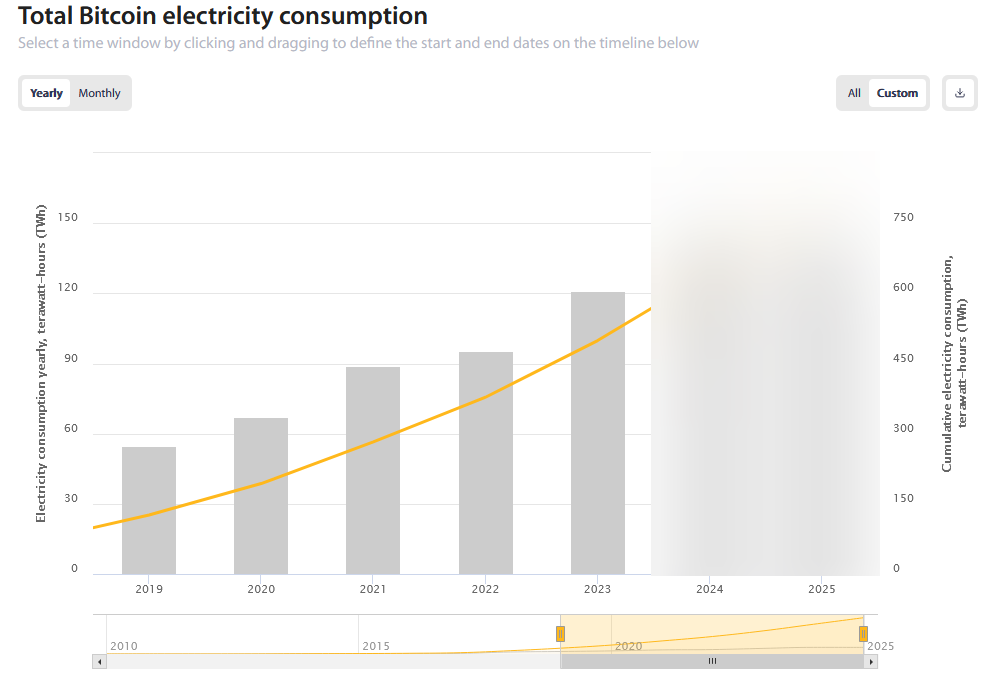 Total Bitcoin electricity consumption
Select a time window by clicking and dragging to define the start and end dates on the timeline below
Yearly Monthly
All Custom
Electricity consumption yearly, terawatt-hours (TWh)
150
120
90
60
30
0
750
600
450
300
150
0
Cumulative electricity consumption,
terawatt-hours (TWh)
2019 2020 2021 2022 2023 2024 2025
2010 2015 2020 2025